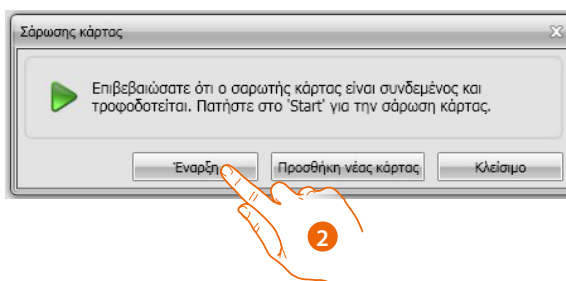 Σάρωσης κάρτας
Επιβεβαιώσατε ότι ο σαρωτής κάρτας είναι συνδεμένος και
τροφοδοτείται. Πατήστε στο 'Start' για την σάρωση κάρτας.
Έναρξη Προσθήκη νέας κάρτας Κλείσιμο
2